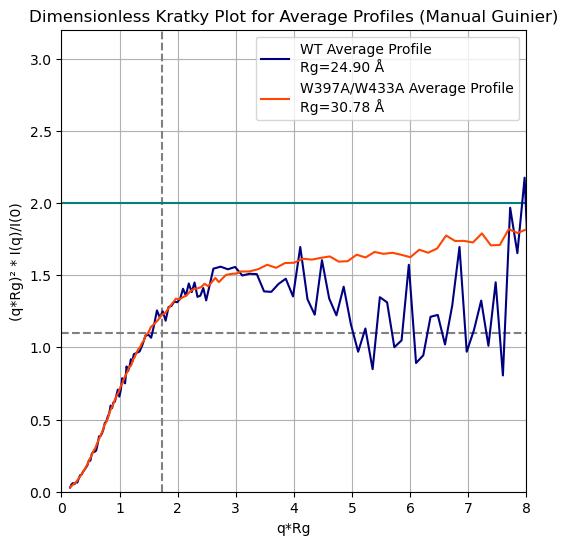 Dimensionless Kratky Plot for Average Profiles (Manual Guinier)
WT Average Profile
Rg=24.90 Å
W397A/W433A Average Profile
Rg=30.78 Å
(q*Rg)² * I(q)/I(0)
3.0
2.5
2.0
1.5
1.0
0.5
0.0
0 1 2 3 4 5 6 7 8
q*Rg